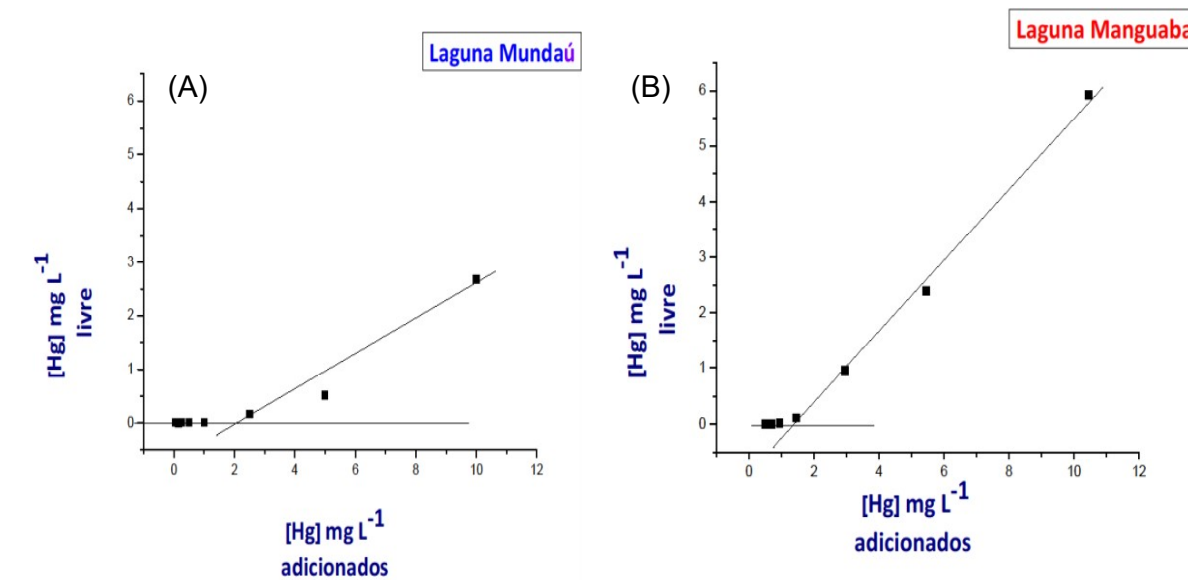 Laguna Mundaú
(A)
6
5
4
3
2
1
0
0 2 4 6 8 10 12
[Hg] mg L-1
livre
[Hg] mg L-1
adicionados
Laguna Manguaba
(B)
6
5
4
3
2
1
0
0 2 4 6 8 10 12
[Hg] mg L-1
livre
[Hg] mg L-1
adicionados